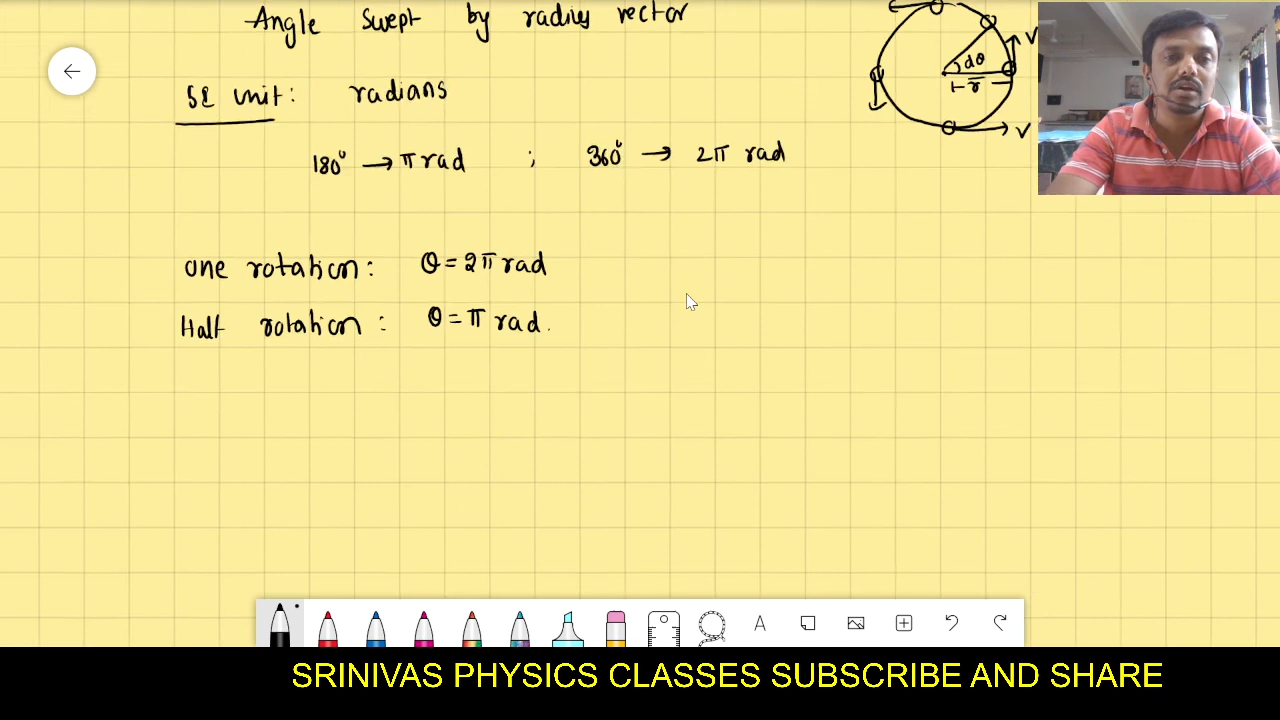 Angle Swept by radius vector
dθ
V
r
V
SI unit: radians
180° → π rad ; 360° → 2π rad
one rotation: θ = 2π rad
Half rotation: θ = π rad.
A
SRINIVAS PHYSICS CLASSES SUBSCRIBE AND SHARE